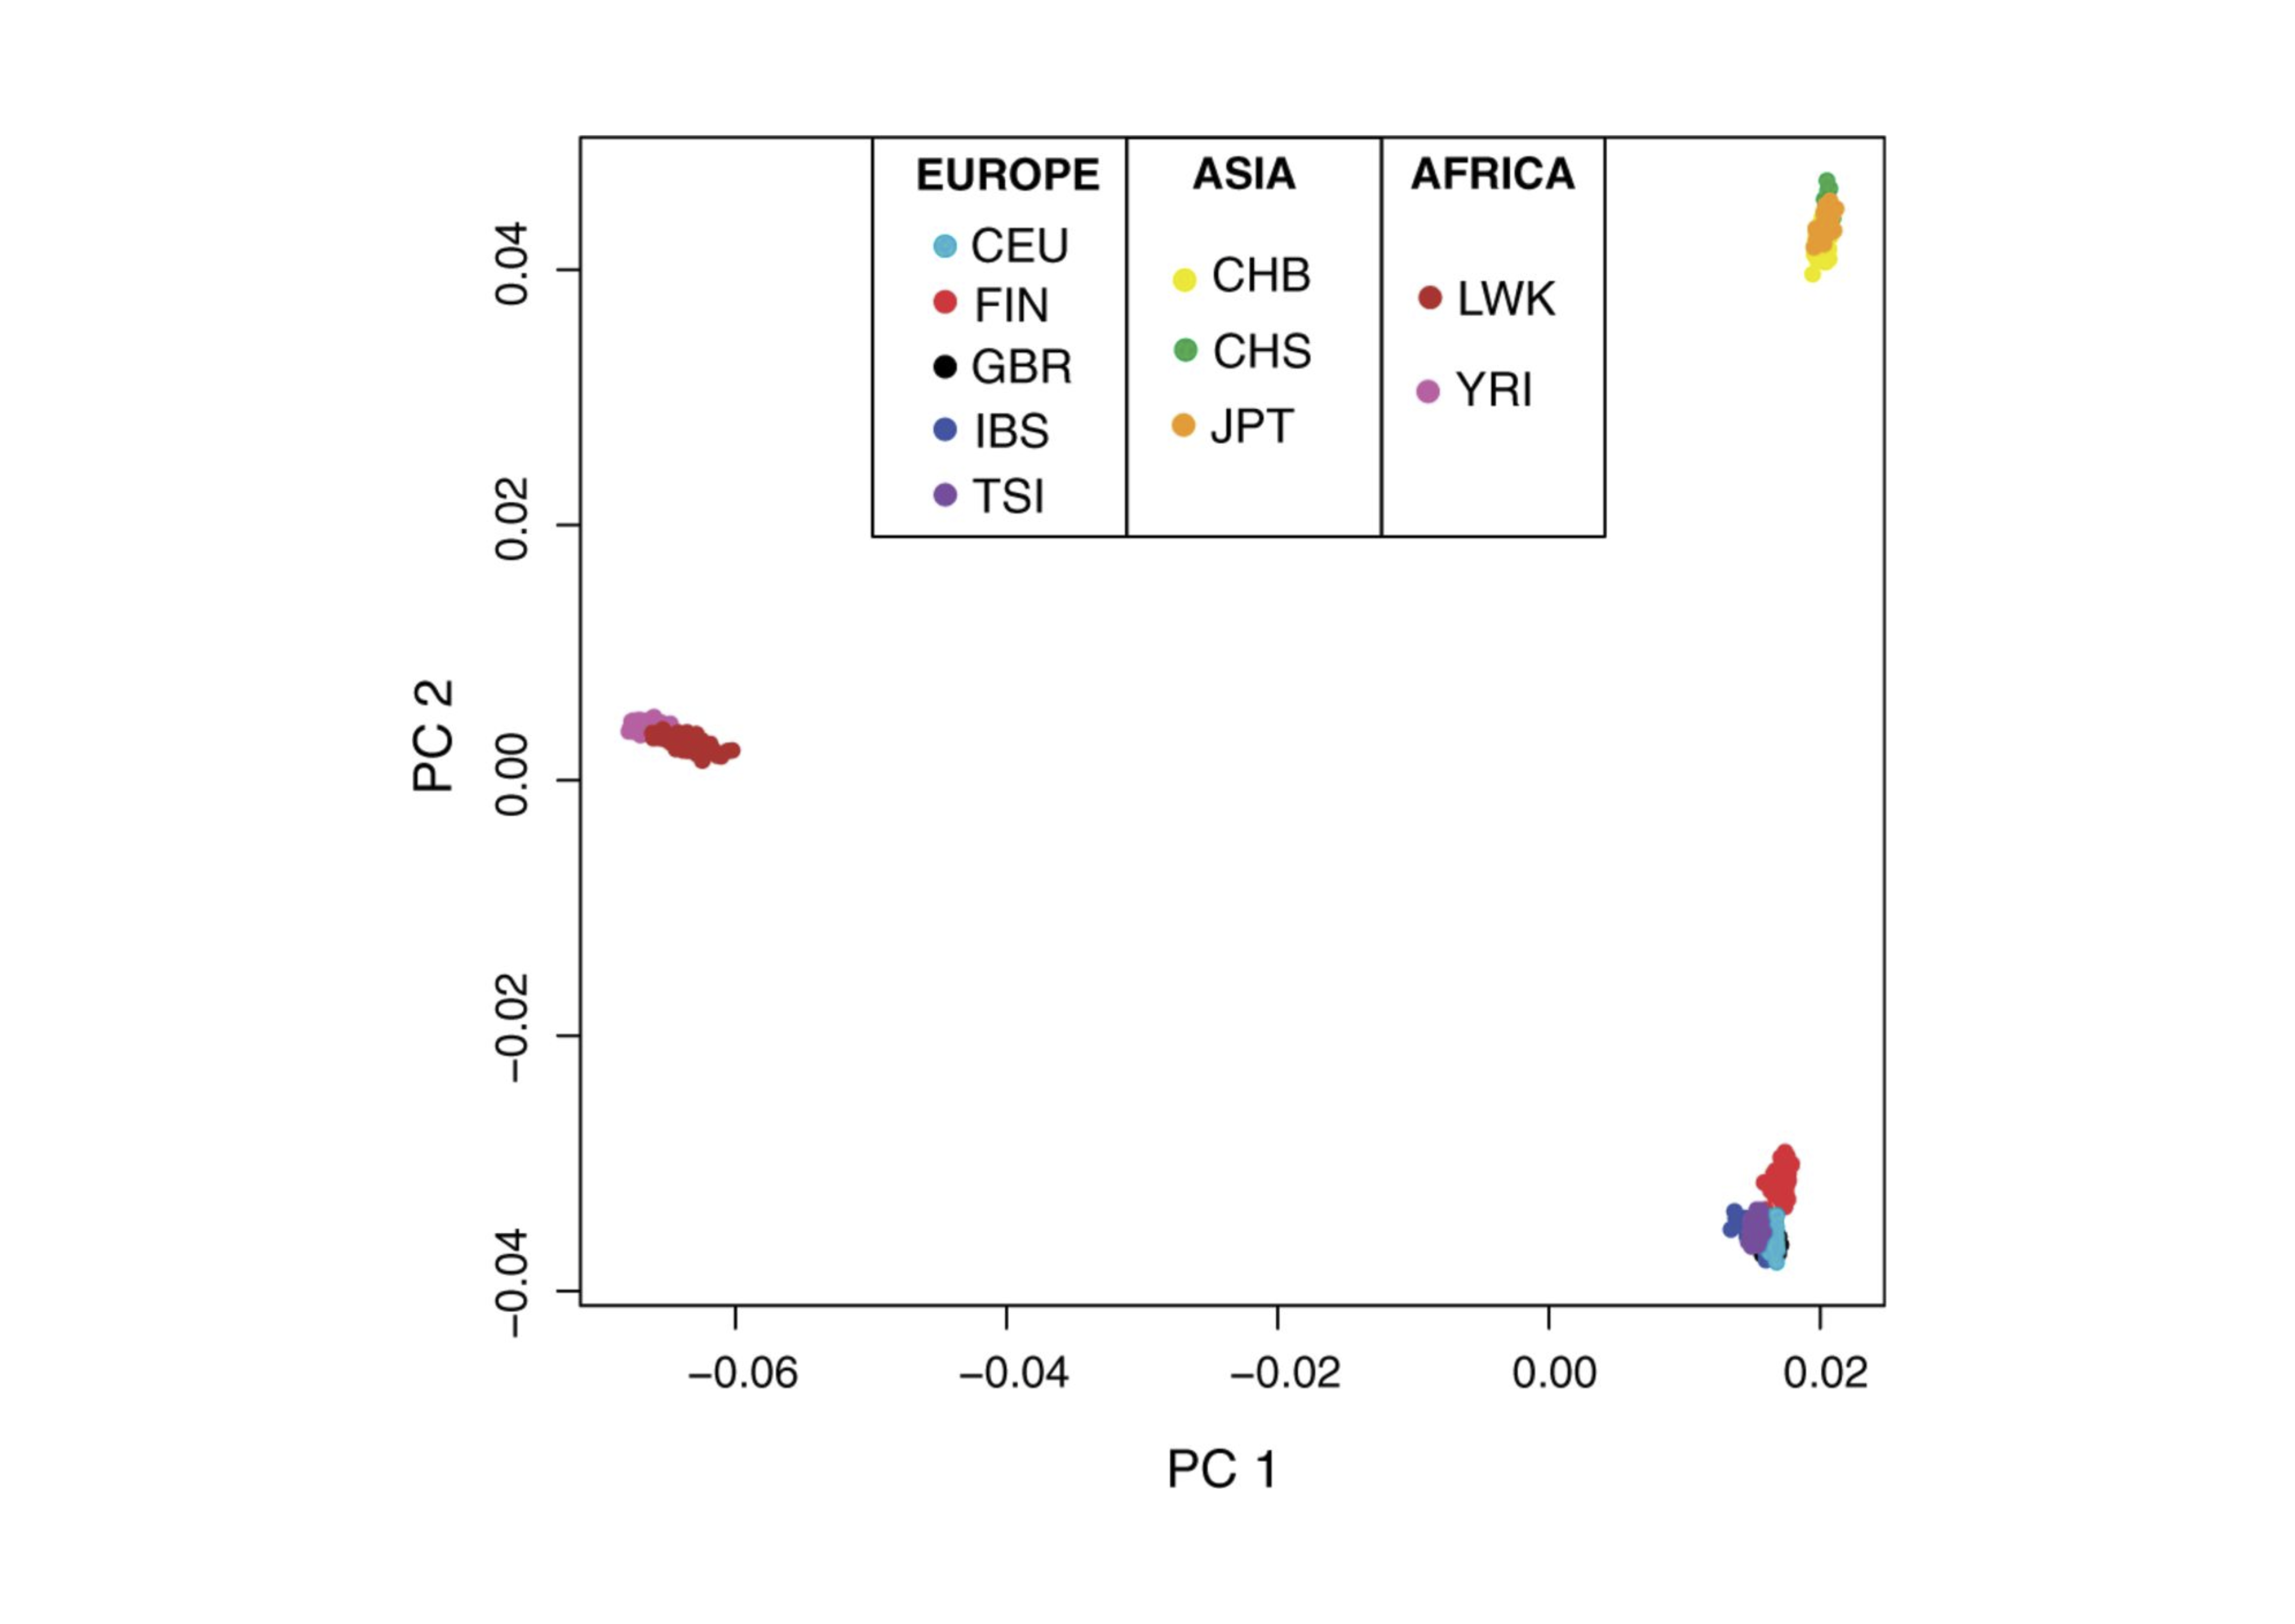 EUROPE
CEU
FIN
GBR
IBS
TSI
ASIA
CHB
CHS
JPT
AFRICA
LWK
YRI
PC 2
0.04
0.02
0.00
−0.02
−0.04
−0.06
−0.04
−0.02
0.00
0.02
PC 1